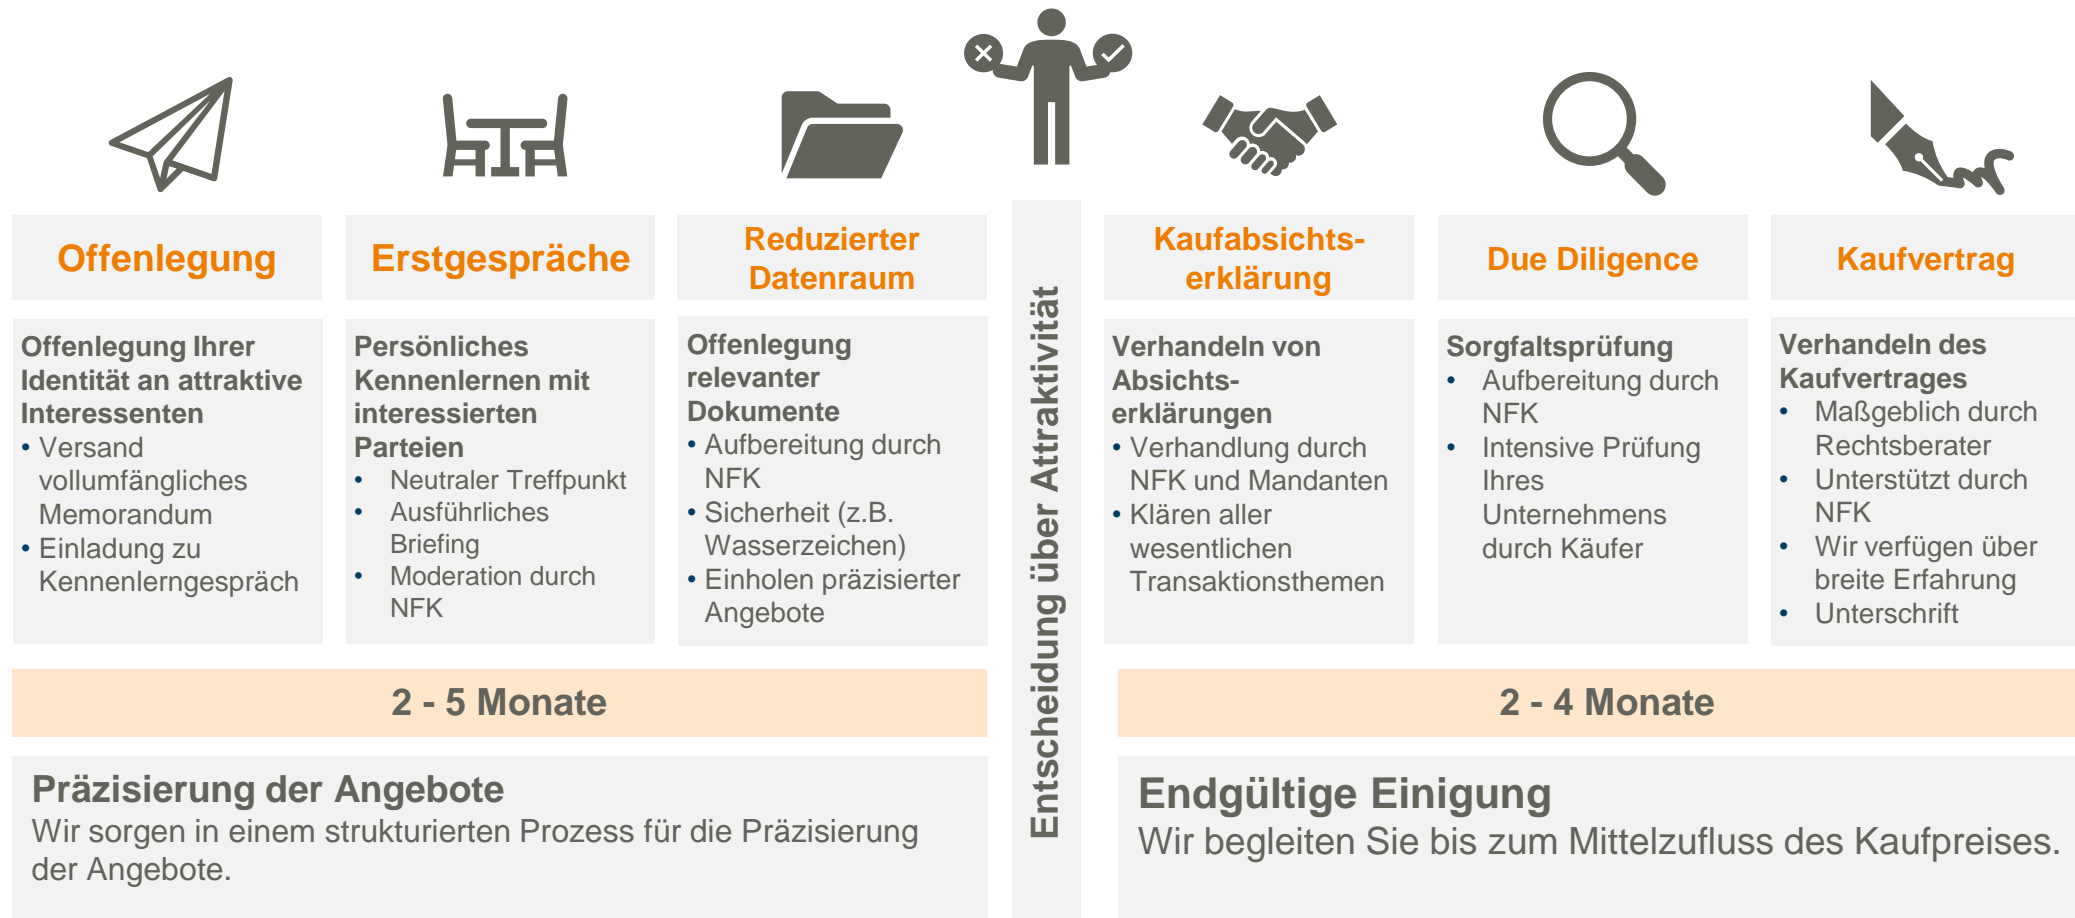 Offenlegung
Offenlegung Ihrer
Identität an attraktive
Interessenten
• Versand
vollumfängliches
Memorandum
• Einladung zu
Kennenlerngespräch
Erstgespräche
Persönliches
Kennenlernen mit
interessierten
Parteien
• Neutraler Treffpunkt
• Ausführliches
Briefing
• Moderation durch
NFK
Reduzierter
Datenraum
Offenlegung
relevanter
Dokumente
• Aufbereitung durch
NFK
• Sicherheit (z.B.
Wasserzeichen)
• Einholen präzisierter
Angebote
2 - 5 Monate
Präzisierung der Angebote
Wir sorgen in einem strukturierten Prozess für die Präzisierung
der Angebote.
Entscheidung über Attraktivität
Kaufabsichts-
erklärung
Verhandeln von
Absichts-
erklärungen
• Verhandlung durch
NFK und Mandanten
• Klären aller
wesentlichen
Transaktionsthemen
Due Diligence
Sorgfaltsprüfung
• Aufbereitung durch
NFK
• Intensive Prüfung
Ihres
Unternehmens
durch Käufer
Kaufvertrag
Verhandeln des
Kaufvertrages
• Maßgeblich durch
Rechtsberater
• Unterstützt durch
NFK
• Wir verfügen über
breite Erfahrung
• Unterschrift
2 - 4 Monate
Endgültige Einigung
Wir begleiten Sie bis zum Mittelzufluss des Kaufpreises.